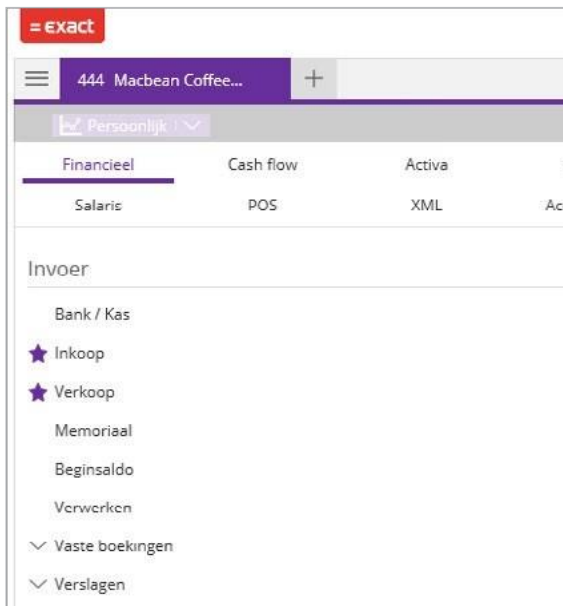 =exact
444 Macbean Coffee...
Persoonlijk
Financieel Cash flow Activa
Salaris POS XML Ac
Invoer
Bank / Kas
Inkoop
Verkoop
Memoriaal
Beginsaldo
Verwerken
Vaste boekingen
Verslagen